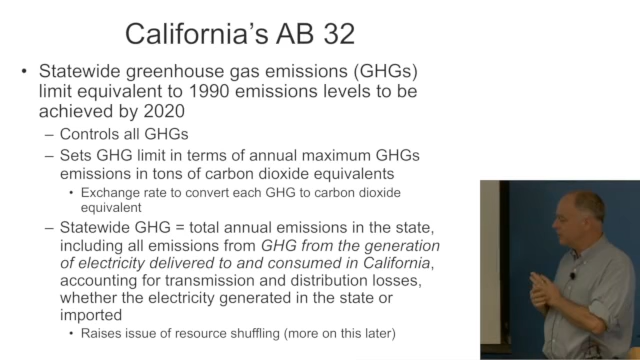 California's AB 32
• Statewide greenhouse gas emissions (GHGs)
limit equivalent to 1990 emissions levels to be
achieved by 2020
– Controls all GHGs
– Sets GHG limit in terms of annual maximum GHGs
emissions in tons of carbon dioxide equivalents
• Exchange rate to convert each GHG to carbon dioxide
equivalent
– Statewide GHG = total annual emissions in the state,
including all emissions from GHG from the generation
of electricity delivered to and consumed in California,
accounting for transmission and distribution losses,
whether the electricity generated in the state or
imported
• Raises issue of resource shuffling (more on this later)